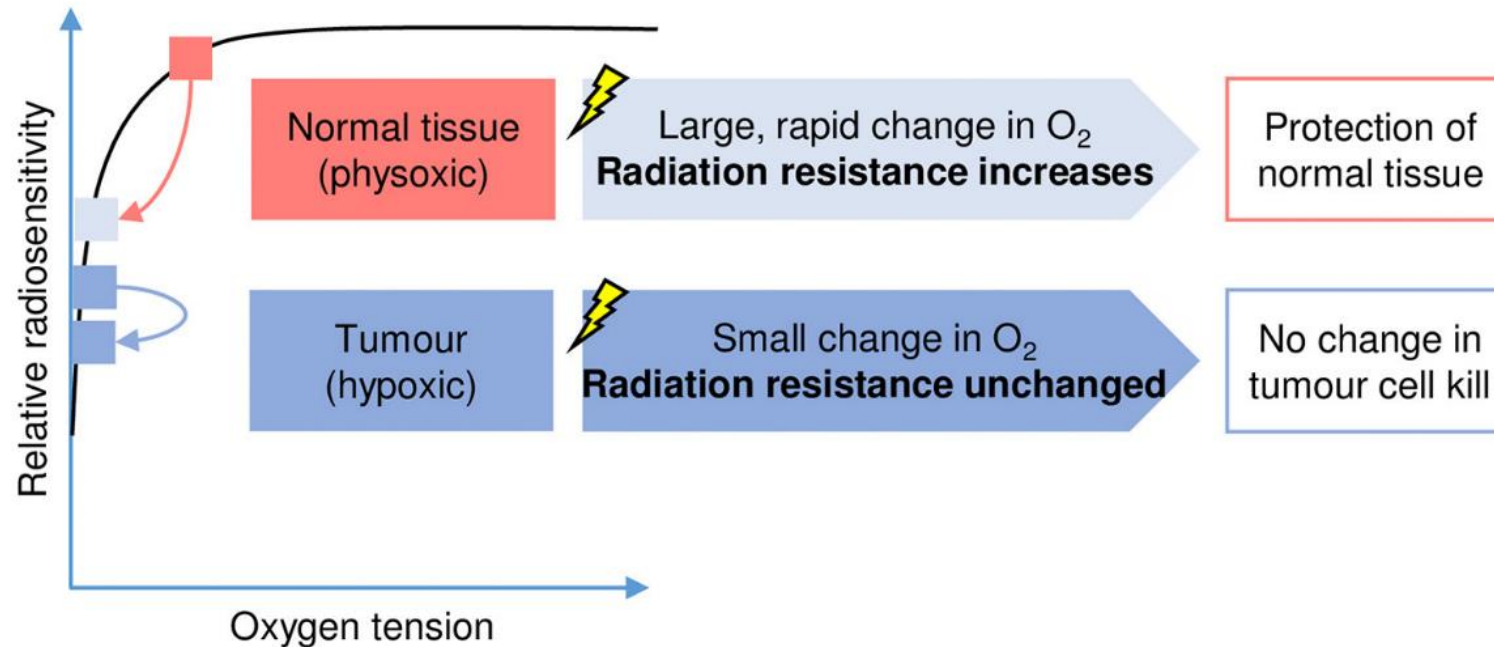 Relative radiosensitivity
Normal tissue
(physoxic)
Large, rapid change in O₂
Radiation resistance increases
Protection of
normal tissue
Tumour
(hypoxic)
Small change in O₂
Radiation resistance unchanged
No change in
tumour cell kill
Oxygen tension